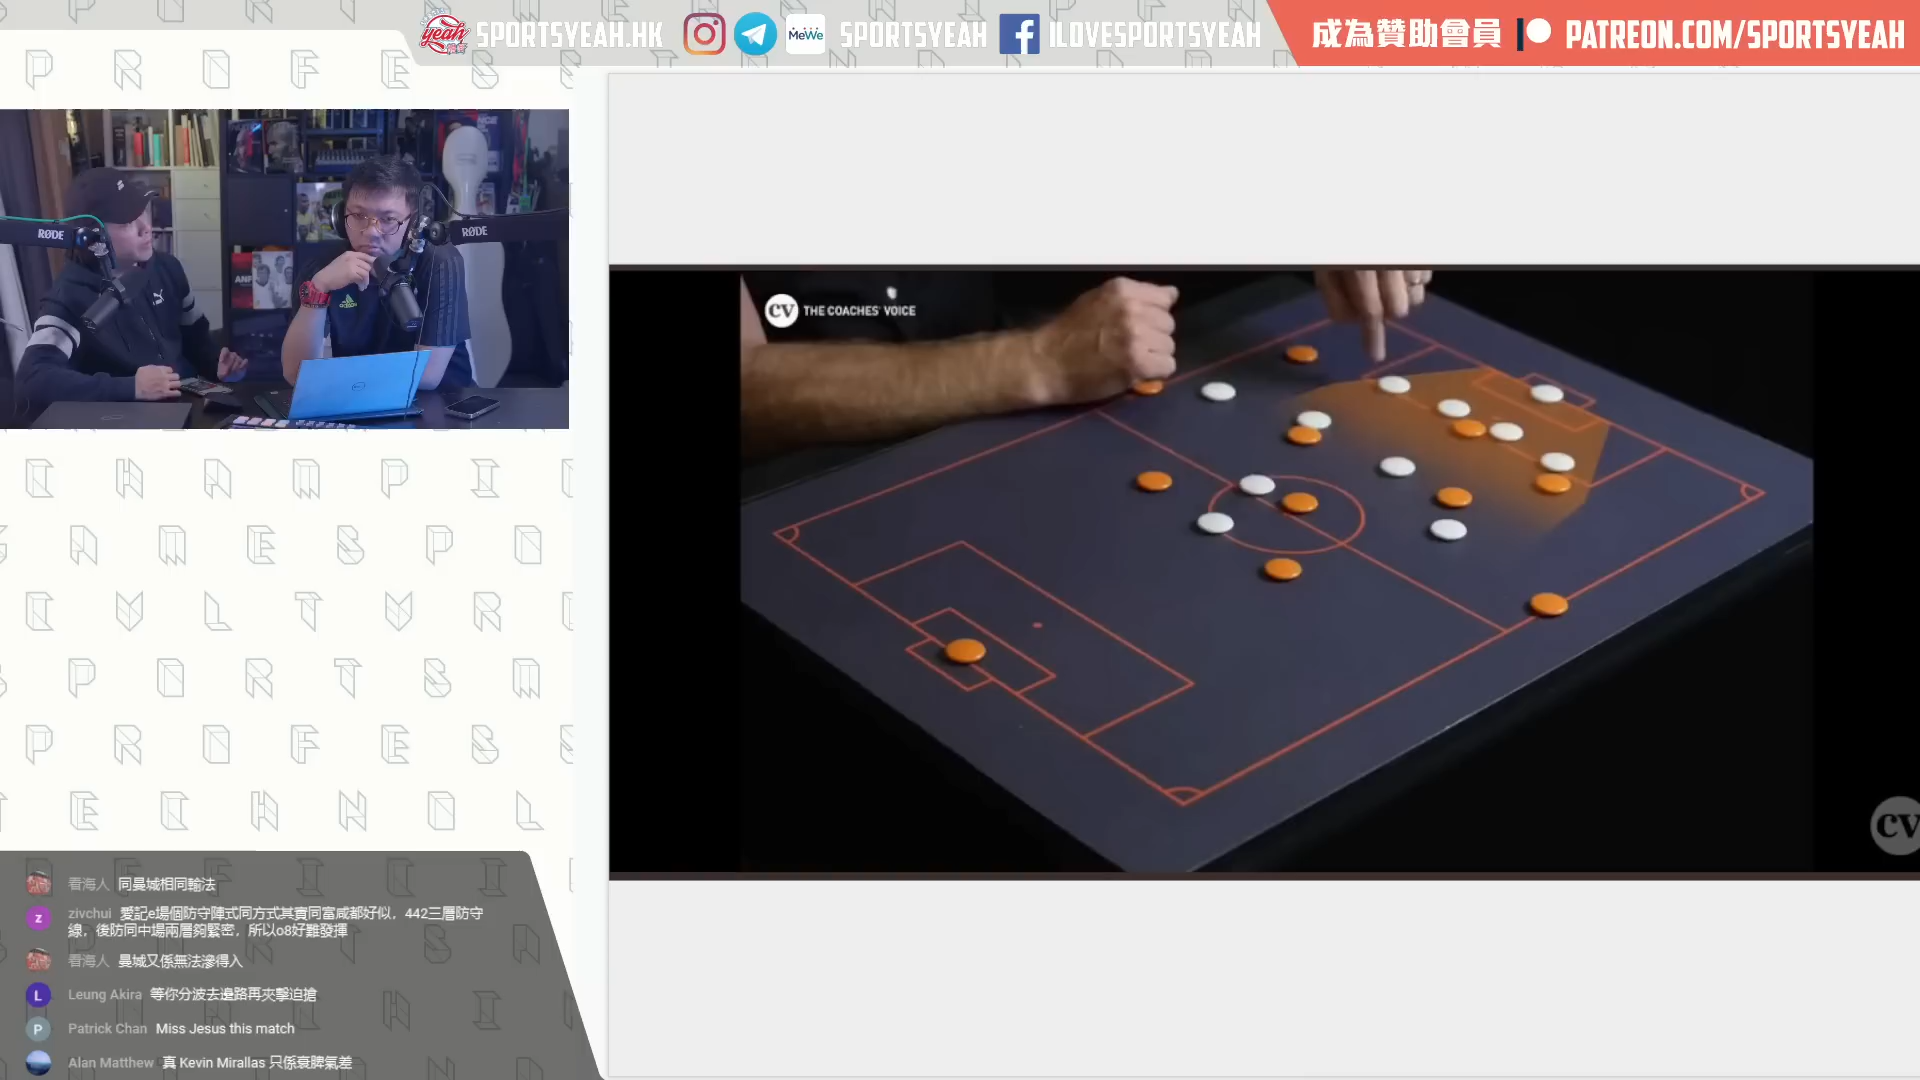 yeah SPORTSYEAH.HK MeWe SPORTSYEAH ILOVESPORTSYEAH 成為贊助會員 PATREON.COM/SPORTSYEAH
RØDE
RØDE
CV THE COACHES' VOICE
CV
看海人 同曼城相同輸法
zivchui 愛記e場個防守陣式同方式其實同富咸都好似，442三層防守
線，後防同中場兩層夠緊密，所以o8好難發揮
看海人 曼城又係無法滲得入
Leung Akira 等你分波去邊路再夾擊迫搶
Patrick Chan Miss Jesus this match
Alan Matthew 真 Kevin Mirallas 只係衰脾氣差